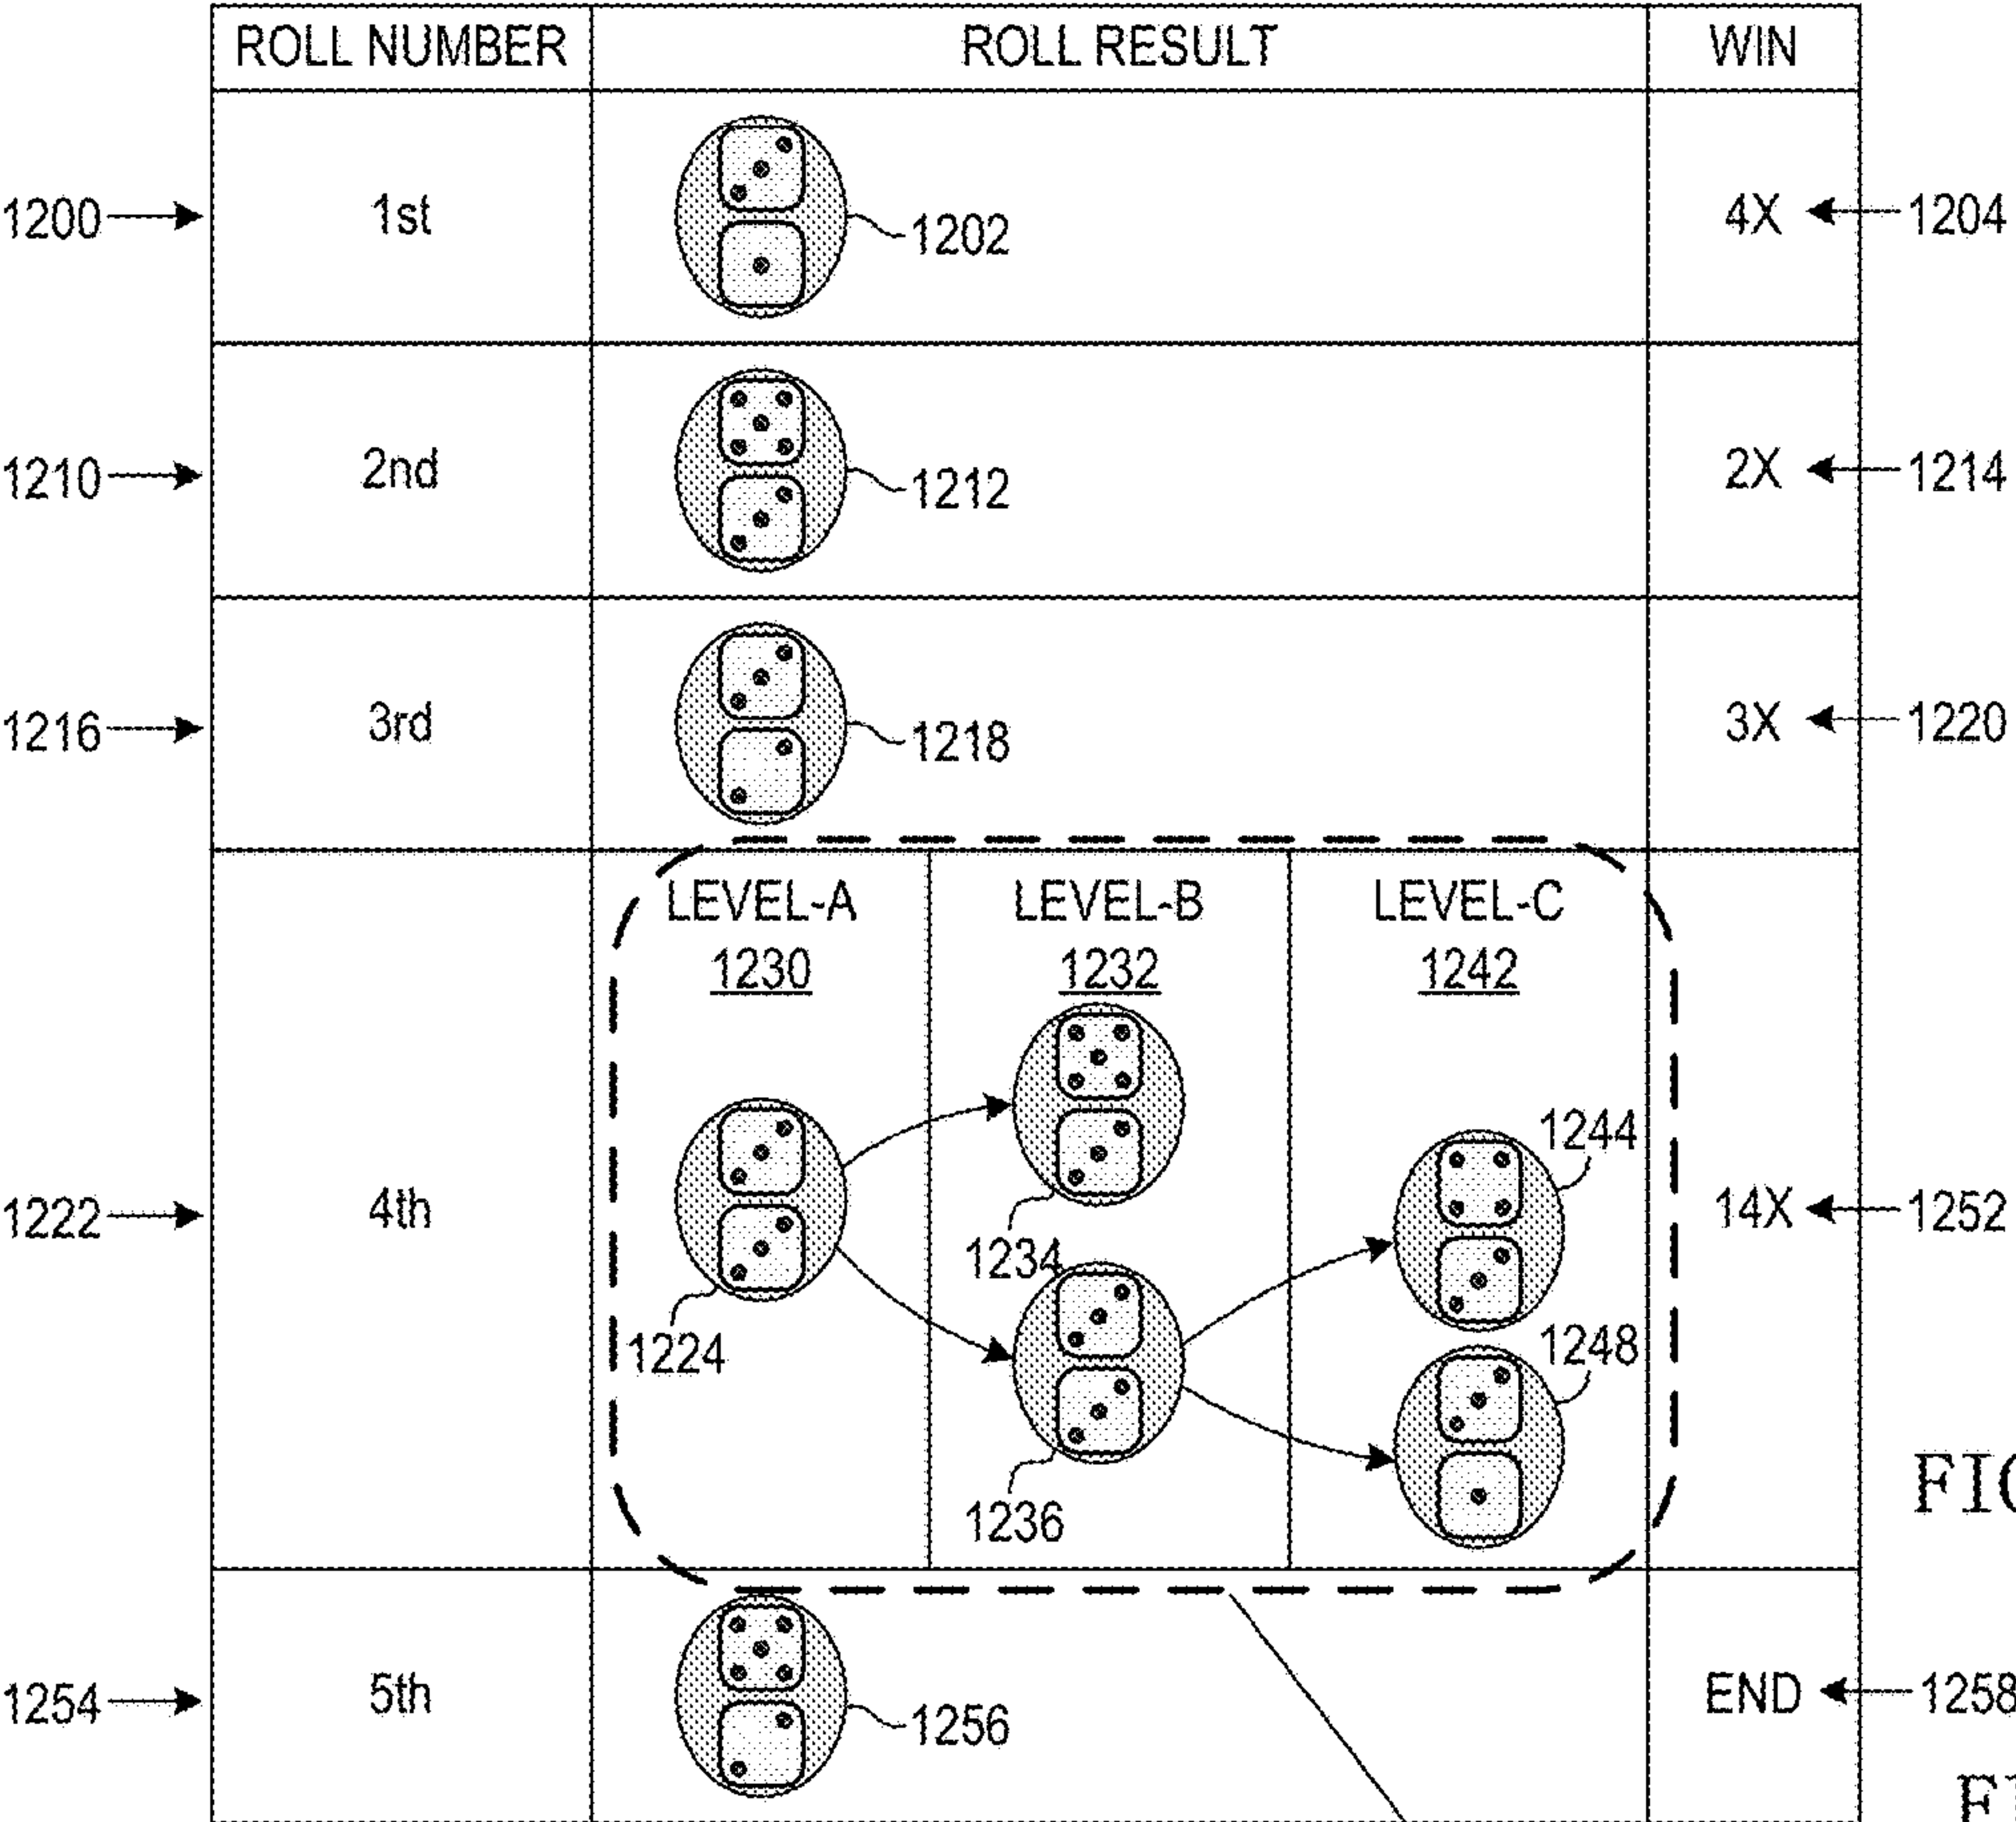 ROLL NUMBER ROLL RESULT WIN
1200 1st 1202 4X 1204
1210 2nd 1212 2X 1214
1216 3rd 1218 3X 1220
LEVEL-A LEVEL-B LEVEL-C
1230 1232 1242
1244
1222 4th 14X 1252
1234
1224 1248
1236
1254 5th 1256 END 1258